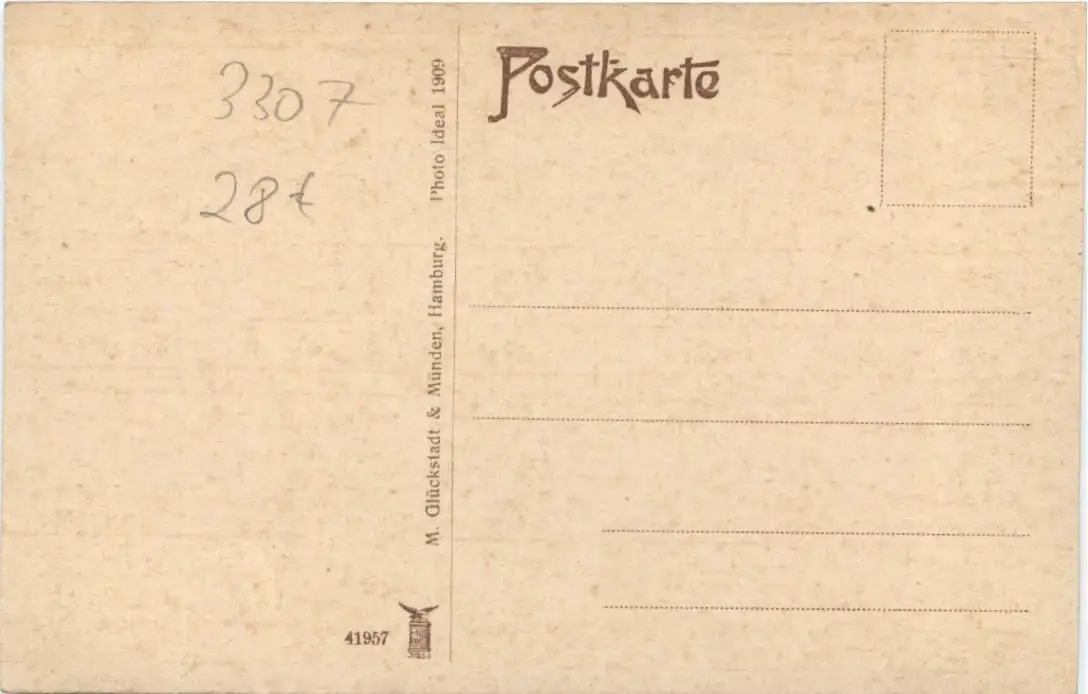 3307
28€
M. Glückstadt & Münden, Hamburg. Photo Ideal 1909
41957
Postkarte